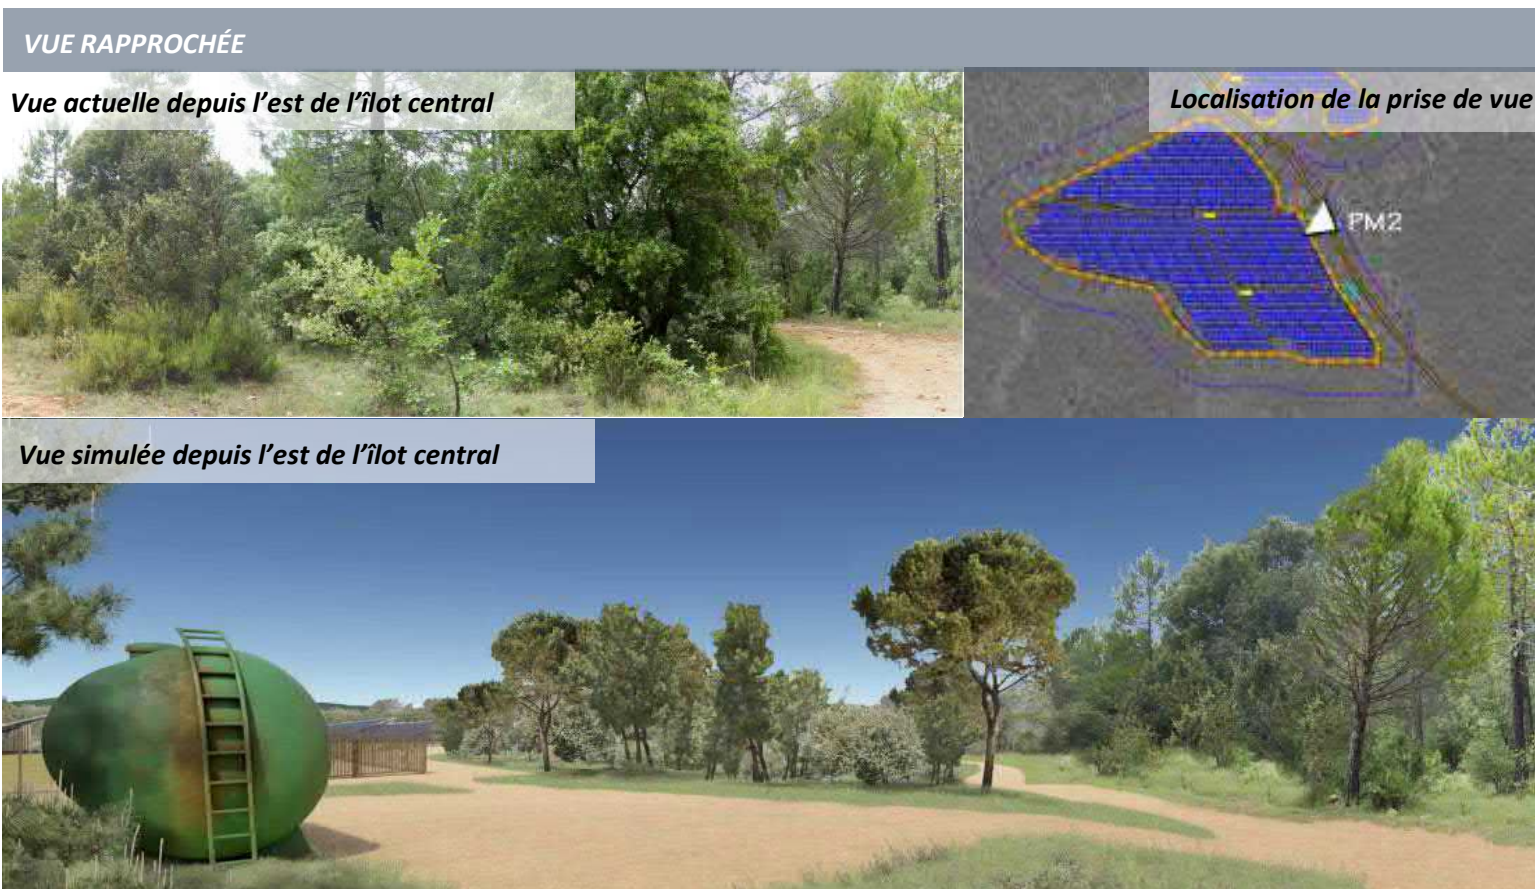 VUE RAPPROCHÉE
Vue actuelle depuis l’est de l’îlot central
Localisation de la prise de vue
PM2
Vue simulée depuis l’est de l’îlot central